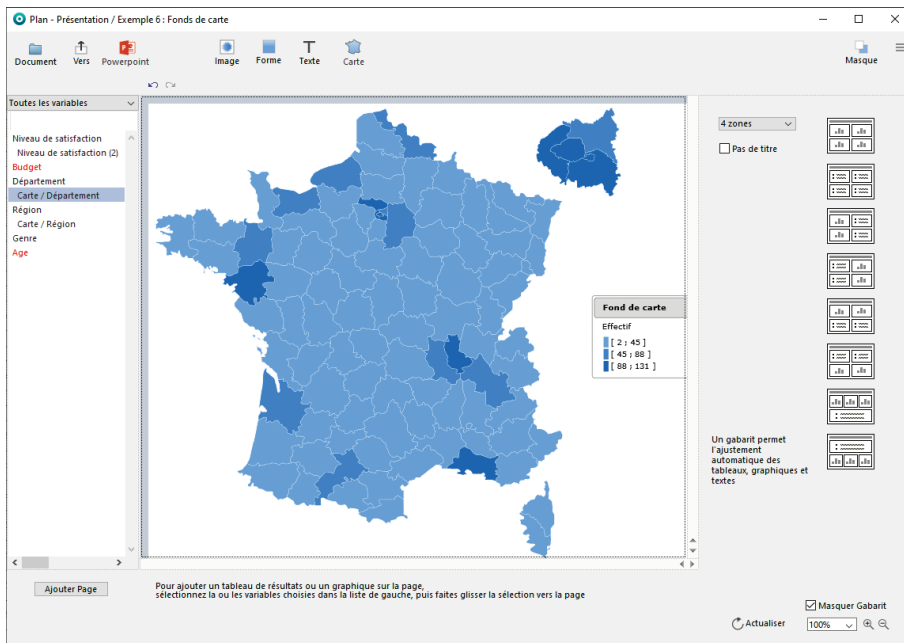 Plan - Présentation / Exemple 6 : Fonds de carte
Document
Vers
Powerpoint
Image
Forme
Texte
Carte
Masque
Toutes les variables
Niveau de satisfaction
Niveau de satisfaction (2)
Budget
Département
Carte / Département
Région
Carte / Région
Genre
Age
Fond de carte
Effectif
[ 2 ; 45 ]
[ 45 ; 88 ]
[ 88 ; 131 ]
4 zones
Pas de titre
Un gabarit permet
l'ajustement
automatique des
tableaux, graphiques et
textes
Ajouter Page
Pour ajouter un tableau de résultats ou un graphique sur la page,
sélectionnez la ou les variables choisies dans la liste de gauche, puis faites glisser la sélection vers la page
Masquer Gabarit
Actualiser
100%